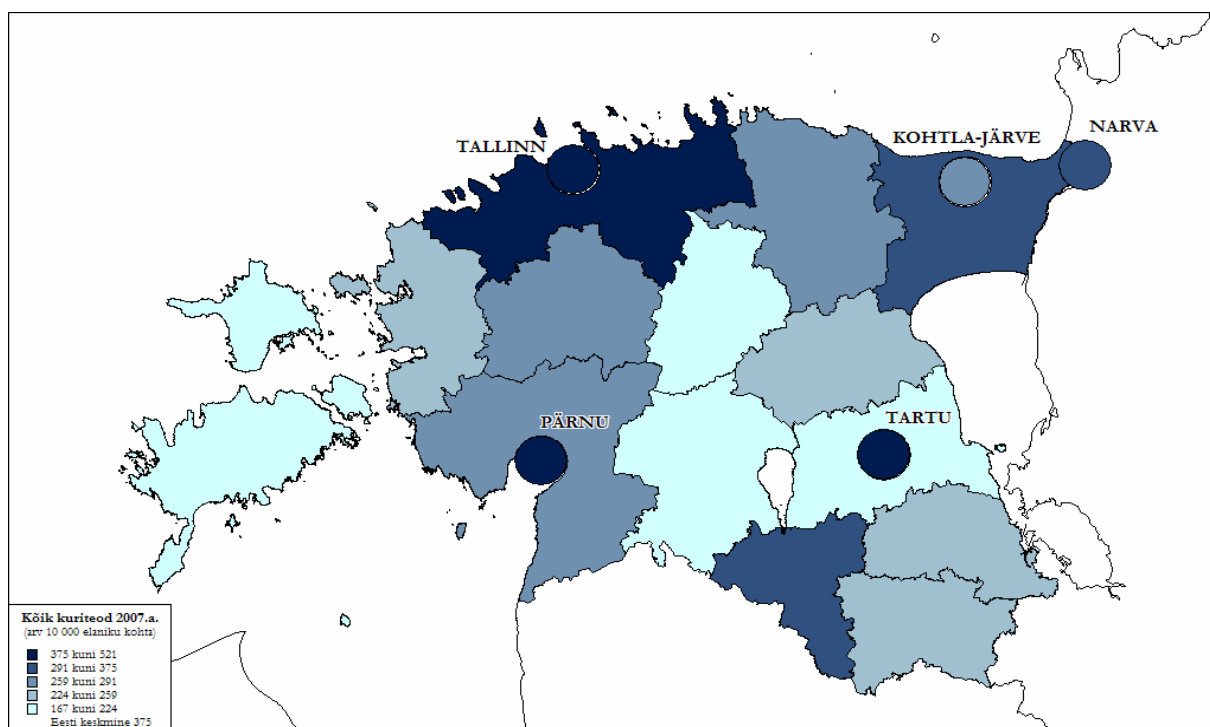 TALLINN
KOHTLA-JÄRVE
NARVA
PÄRNU
TARTU
Kõik kuriteod 2007.a.
(arv 10 000 elaniku kohta)
375 kuni 521
291 kuni 375
259 kuni 291
224 kuni 259
167 kuni 224
Eesti keskmine 375